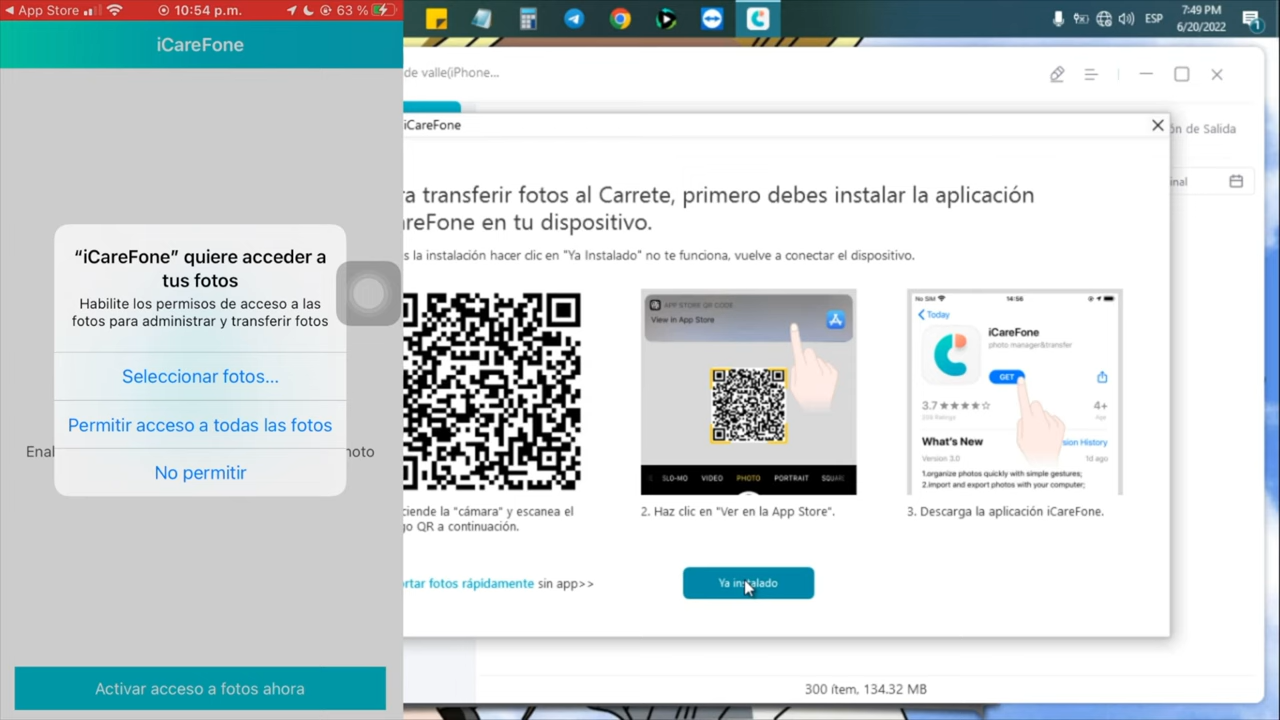 App Store
10:54 p.m.
63 %
iCareFone
“iCareFone” quiere acceder a
tus fotos
Habilite los permisos de acceso a las
fotos para administrar y transferir fotos
Seleccionar fotos...
Permitir acceso a todas las fotos
No permitir
Enal
hoto
Activar acceso a fotos ahora
ESP
7:49 PM
6/20/2022
1
de valle(iPhone...
ón de Salida
inal
iCareFone
ra transferir fotos al Carrete, primero debes instalar la aplicación
reFone en tu dispositivo.
s la instalación hacer clic en "Ya Instalado" no te funciona, vuelve a conectar el dispositivo.
APP STORE QR CODE
View in App Store
SLO-MO VIDEO PHOTO PORTRAIT SQUARE
No SIM
14:56
Today
iCareFone
photo manager&transfer
GET
3.7 ★★★★☆
4+
What's New
sion History
Version 3.0
1d ago
1.organize photos quickly with simple gestures;
2.import and export photos with your computer;
ciende la "cámara" y escanea el
go QR a continuación.
2. Haz clic en "Ver en la App Store".
3. Descarga la aplicación iCareFone.
rtar fotos rápidamente sin app>>
Ya instalado
300 ítem, 134.32 MB